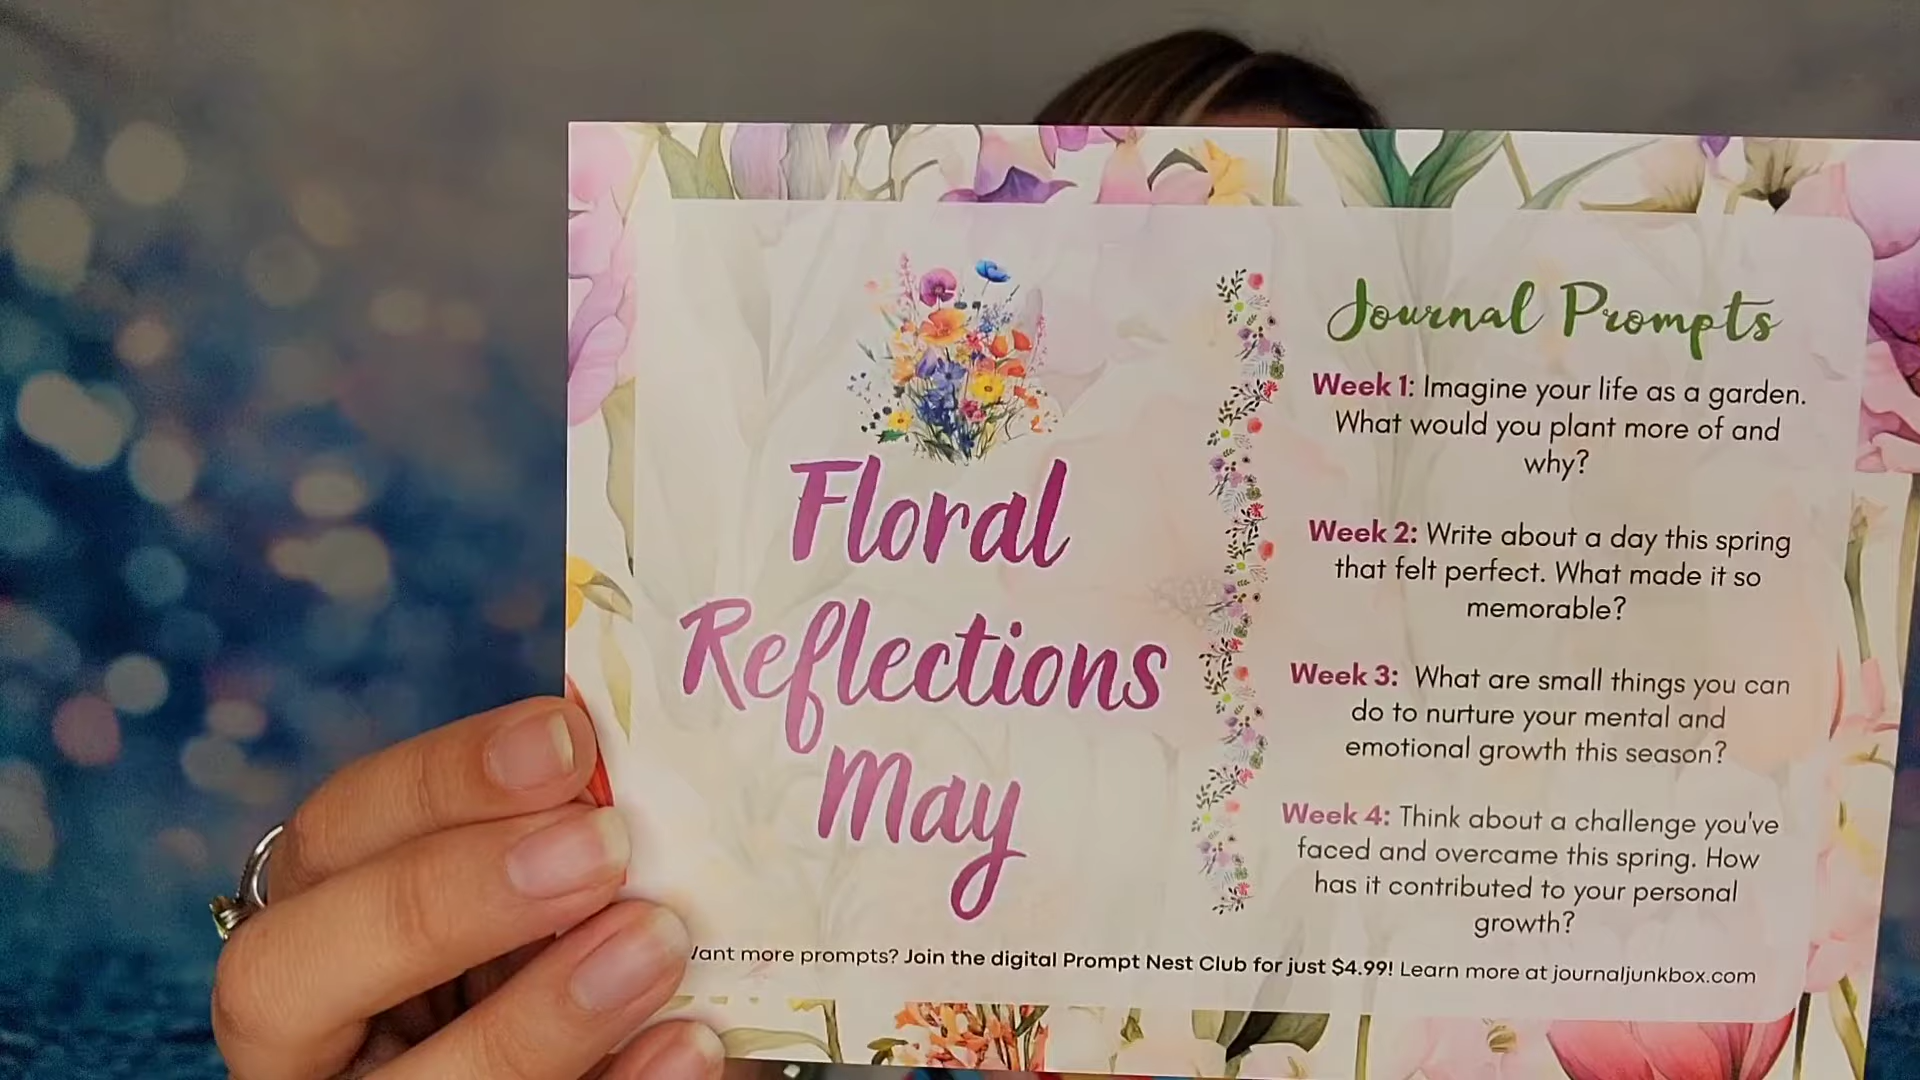 Floral
Reflections
May
Journal Prompts
Week 1: Imagine your life as a garden.
What would you plant more of and
why?
Week 2: Write about a day this spring
that felt perfect. What made it so
memorable?
Week 3: What are small things you can
do to nurture your mental and
emotional growth this season?
Week 4: Think about a challenge you've
faced and overcame this spring. How
has it contributed to your personal
growth?
more prompts? Join the digital Prompt Nest Club for just $4.99! Learn more at journaljunkbox.com